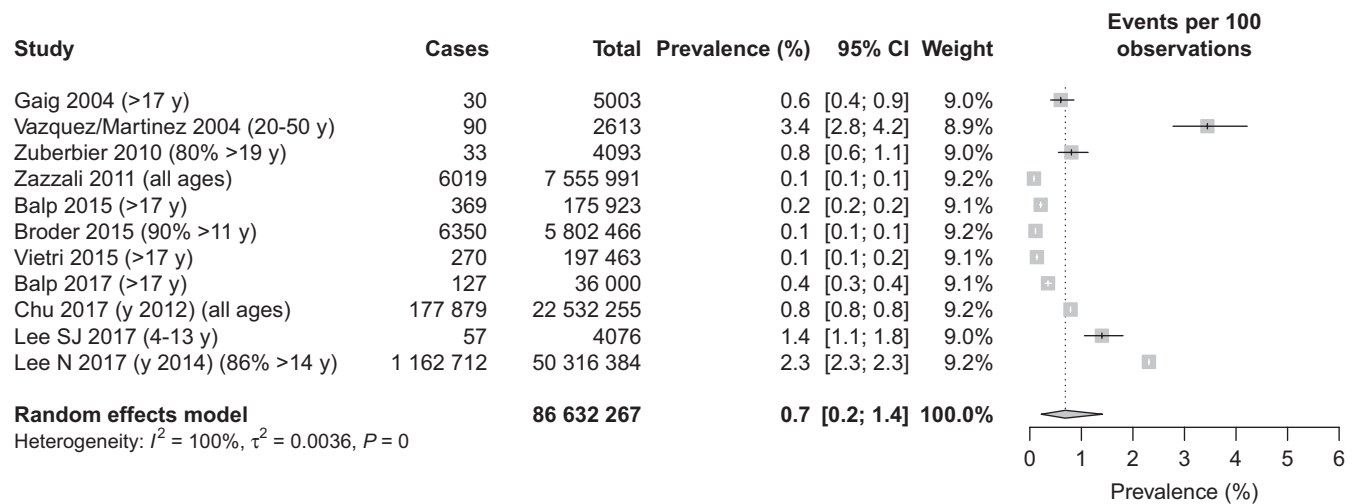 Events per 100
observations
Study Cases Total Prevalence (%) 95% CI Weight
Gaig 2004 (>17 y) 30 5003 0.6 [0.4; 0.9] 9.0%
Vazquez/Martinez 2004 (20-50 y) 90 2613 3.4 [2.8; 4.2] 8.9%
Zuberbier 2010 (80% >19 y) 33 4093 0.8 [0.6; 1.1] 9.0%
Zazzali 2011 (all ages) 6019 7 555 991 0.1 [0.1; 0.1] 9.2%
Balp 2015 (>17 y) 369 175 923 0.2 [0.2; 0.2] 9.1%
Broder 2015 (90% >11 y) 6350 5 802 466 0.1 [0.1; 0.1] 9.2%
Vietri 2015 (>17 y) 270 197 463 0.1 [0.1; 0.2] 9.1%
Balp 2017 (>17 y) 127 36 000 0.4 [0.3; 0.4] 9.1%
Chu 2017 (y 2012) (all ages) 177 879 22 532 255 0.8 [0.8; 0.8] 9.2%
Lee SJ 2017 (4-13 y) 57 4076 1.4 [1.1; 1.8] 9.0%
Lee N 2017 (y 2014) (86% >14 y) 1 162 712 50 316 384 2.3 [2.3; 2.3] 9.2%
Random effects model 86 632 267 0.7 [0.2; 1.4] 100.0%
Heterogeneity: I² = 100%, τ² = 0.0036, P = 0
0 1 2 3 4 5 6
Prevalence (%)